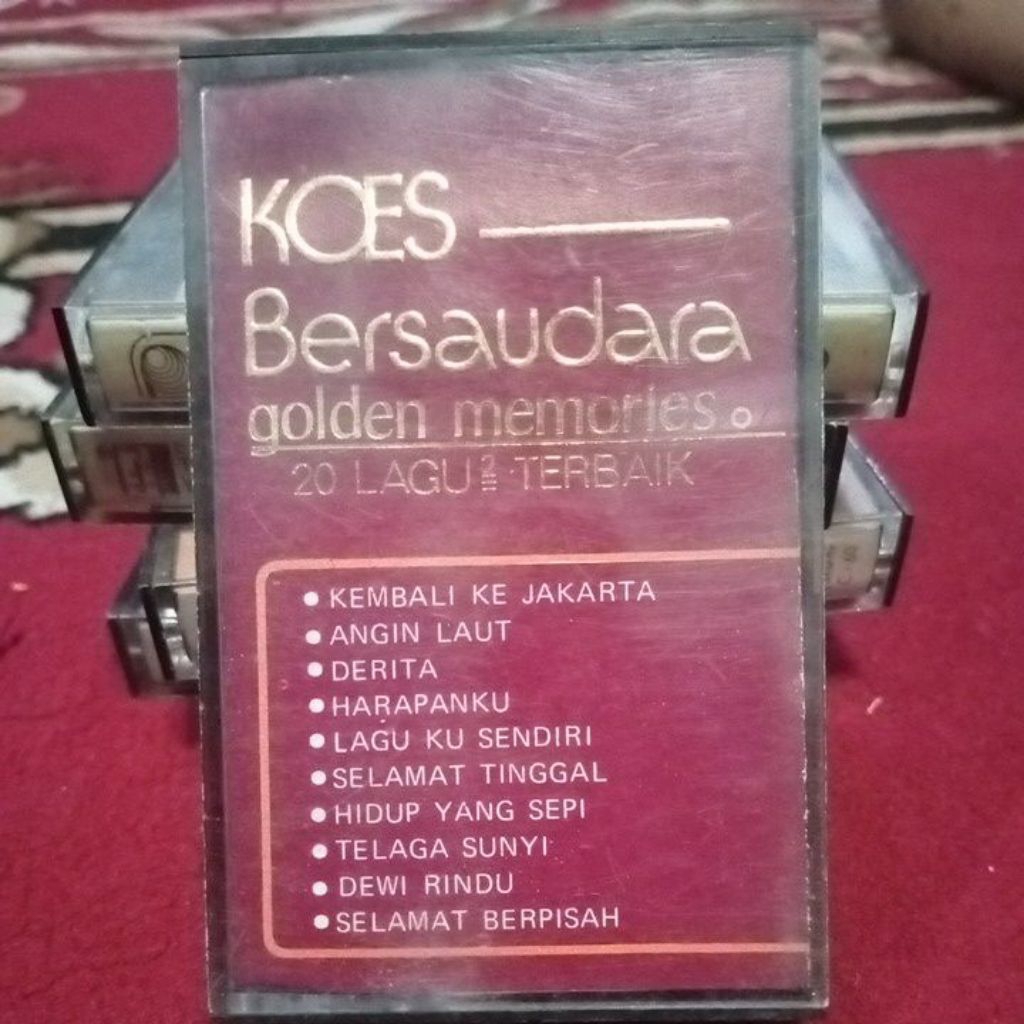 KOES
Bersaudara
golden memories.
20 LAGU2 TERBAIK
• KEMBALI KE JAKARTA
• ANGIN LAUT
• DERITA
• HARAPANKU
• LAGU KU SENDIRI
• SELAMAT TINGGAL
• HIDUP YANG SEPI
• TELAGA SUNYI
• DEWI RINDU
• SELAMAT BERPISAH